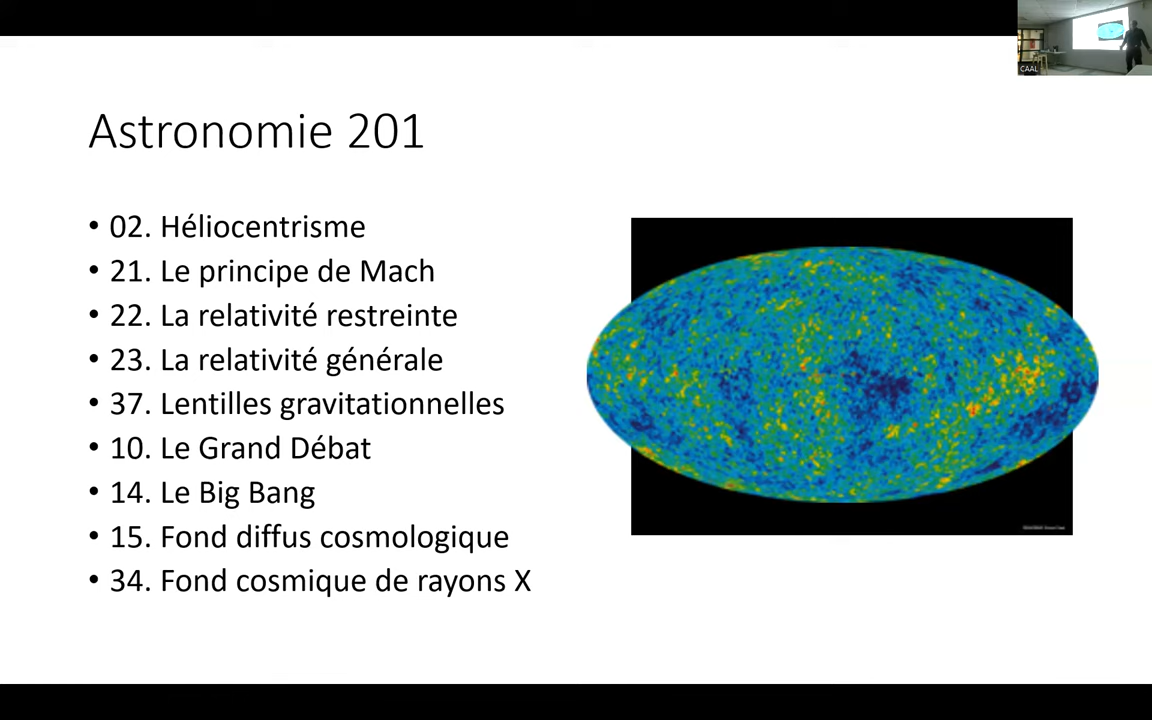 CAAL
Astronomie 201
• 02. Héliocentrisme
• 21. Le principe de Mach
• 22. La relativité restreinte
• 23. La relativité générale
• 37. Lentilles gravitationnelles
• 10. Le Grand Débat
• 14. Le Big Bang
• 15. Fond diffus cosmologique
• 34. Fond cosmique de rayons X